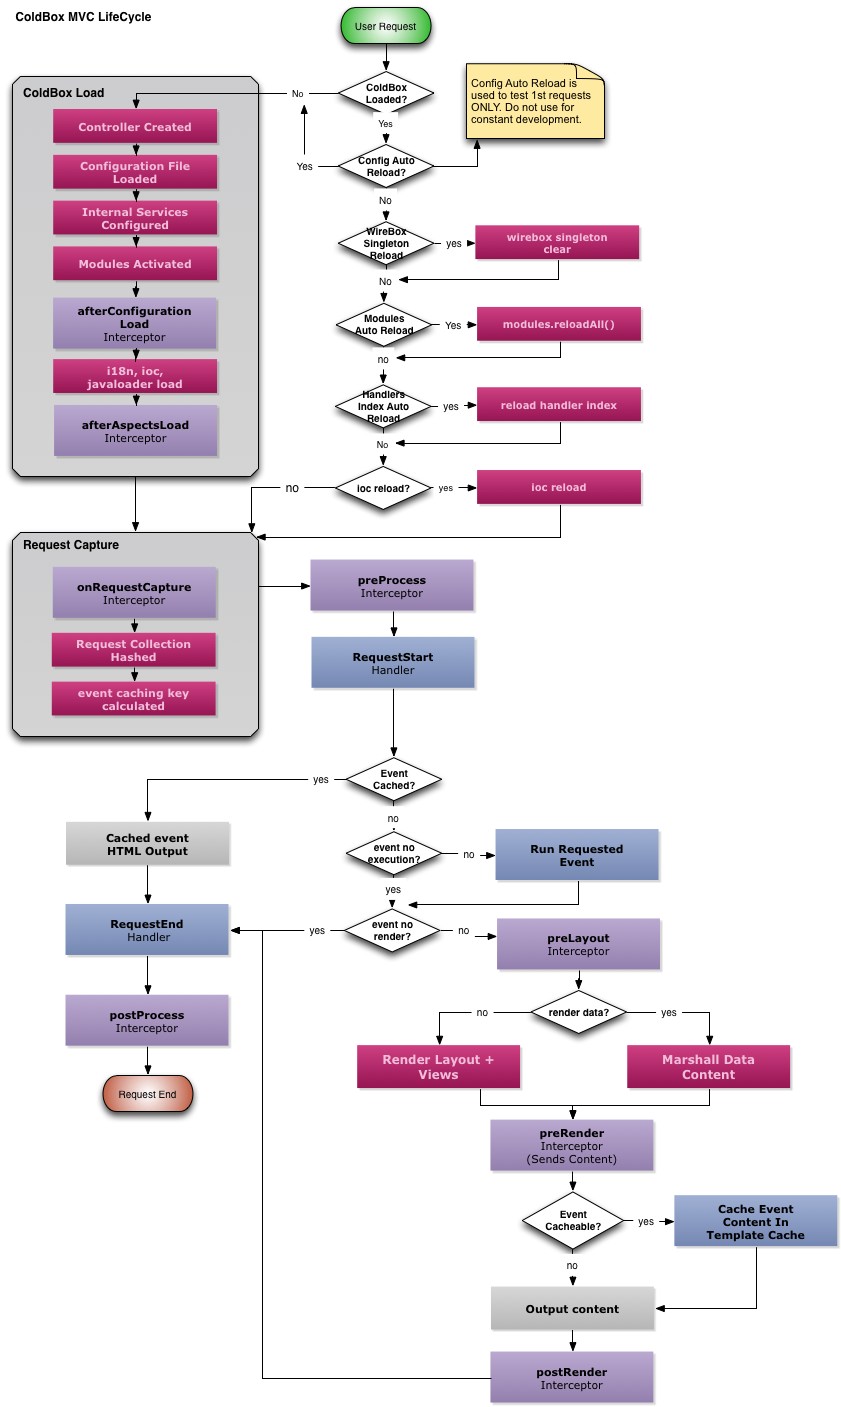 ColdBox MVC LifeCycle
User Request
ColdBox
Loaded?
No
Yes
Config Auto Reload is
used to test 1st requests
ONLY. Do not use for
constant development.
Config Auto
Reload?
Yes
No
WireBox
Singleton
Reload
yes
wirebox singleton
clear
No
Modules
Auto Reload
Yes
modules.reloadAll()
no
Handlers
Index Auto
Reload
yes
reload handler index
No
ioc reload?
yes
ioc reload
no
ColdBox Load
Controller Created
Configuration File
Loaded
Internal Services
Configured
Modules Activated
afterConfiguration
Load
Interceptor
i18n, ioc,
javaloader load
afterAspectsLoad
Interceptor
Request Capture
onRequestCapture
Interceptor
Request Collection
Hashed
event caching key
calculated
preProcess
Interceptor
RequestStart
Handler
Event
Cached?
yes
no
Cached event
HTML Output
event no
execution?
no
Run Requested
Event
yes
RequestEnd
Handler
yes
event no
render?
no
preLayout
Interceptor
postProcess
Interceptor
Request End
render data?
no
yes
Render Layout +
Views
Marshall Data
Content
preRender
Interceptor
(Sends Content)
Event
Cacheable?
yes
Cache Event
Content In
Template Cache
no
Output content
postRender
Interceptor